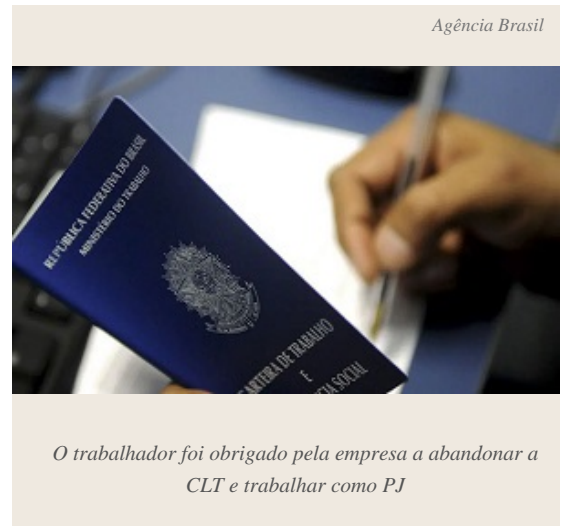 Agência Brasil
REPÚBLICA FEDERATIVA DO BRASIL
MINISTÉRIO DO TRABALHO
CARTEIRA DE TRABALHO
E
CIA SOCIAL
O trabalhador foi obrigado pela empresa a abandonar a
CLT e trabalhar como PJ